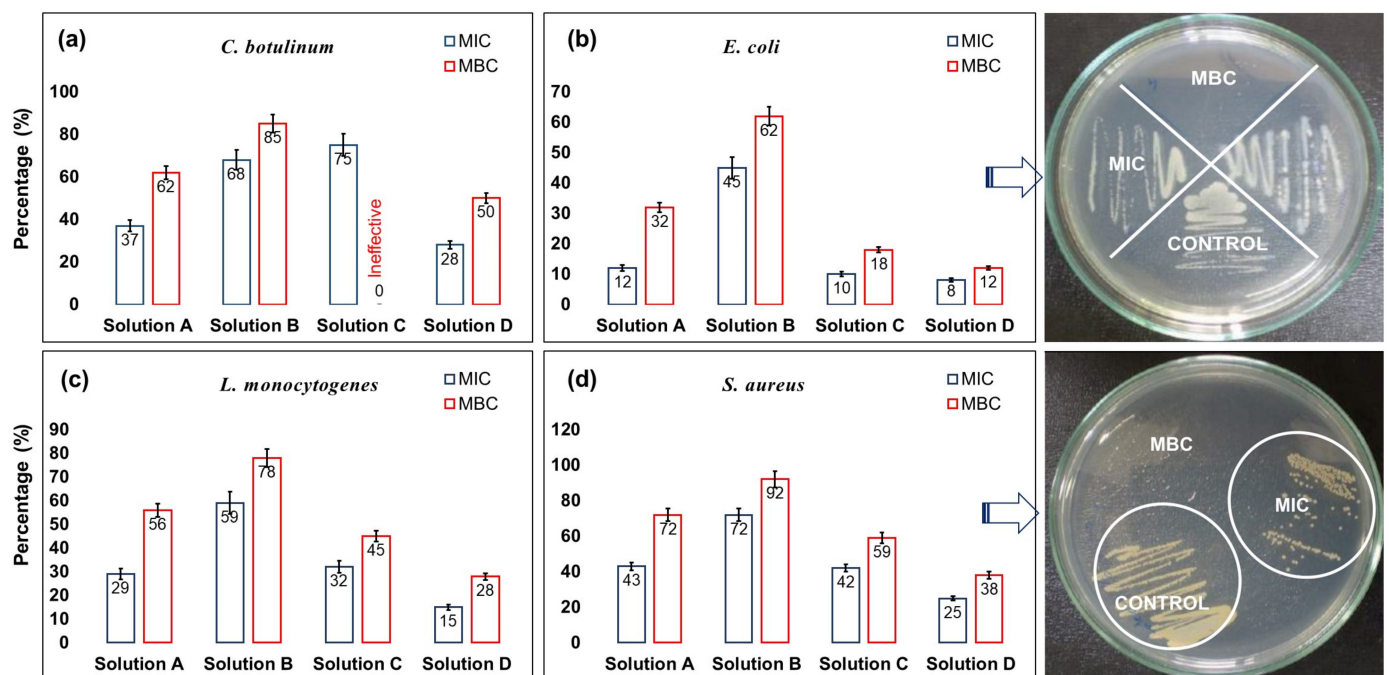 (a)
C. botulinum
MIC
MBC
Percentage (%)
100
80
60
40
20
0
37
62
68
85
75
0
Ineffective
28
50
Solution A
Solution B
Solution C
Solution D
(b)
E. coli
MIC
MBC
70
60
50
40
30
20
10
0
12
32
45
62
10
18
8
12
Solution A
Solution B
Solution C
Solution D
MBC
MIC
CONTROL
(c)
L. monocytogenes
MIC
MBC
Percentage (%)
90
80
70
60
50
40
30
20
10
0
29
56
59
78
32
45
15
28
Solution A
Solution B
Solution C
Solution D
(d)
S. aureus
MIC
MBC
120
100
80
60
40
20
0
43
72
72
92
42
59
25
38
Solution A
Solution B
Solution C
Solution D
MBC
MIC
CONTROL